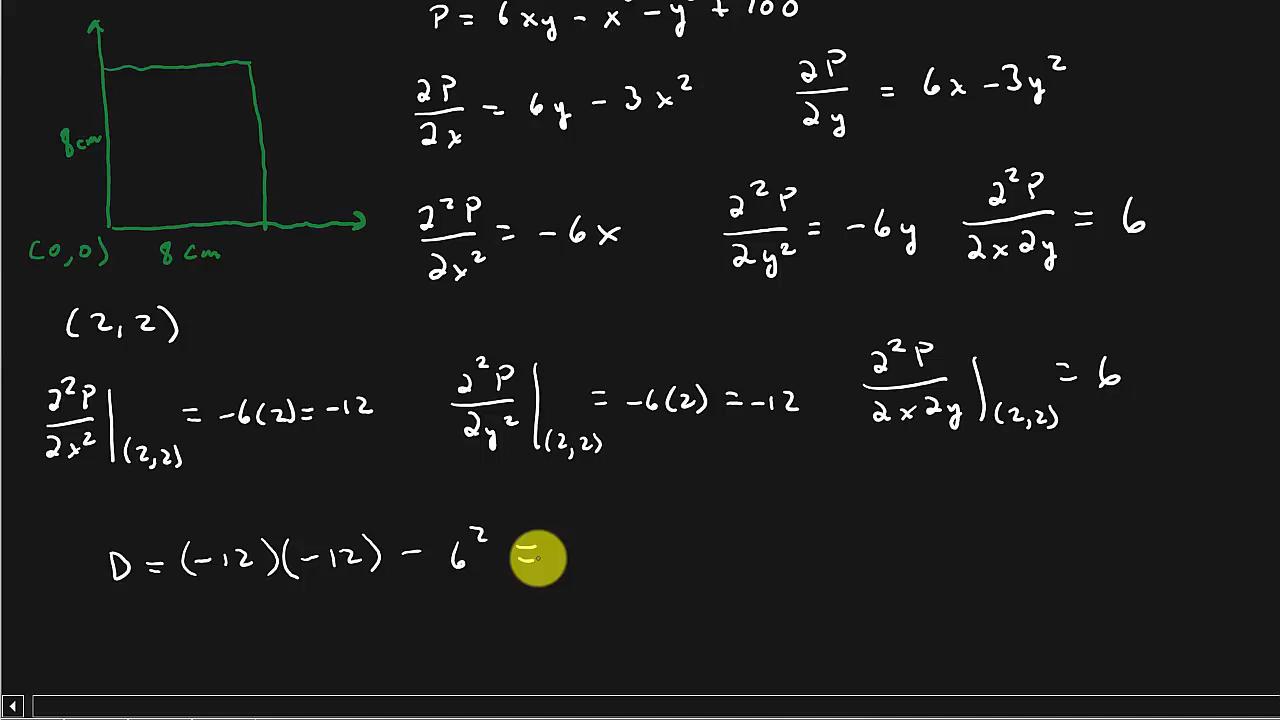 P = 6xy - x - y + 100
∂P/∂x = 6y - 3x² ∂P/∂y = 6x - 3y²
8cm
∂²P/∂x² = -6x ∂²P/∂y² = -6y ∂²P/∂x∂y = 6
(0,0) 8 cm
(2,2)
∂²P/∂x² |(2,2) = -6(2) = -12 ∂²P/∂y² |(2,2) = -6(2) = -12 ∂²P/∂x∂y |(2,2) = 6
D = (-12)(-12) - 6² =